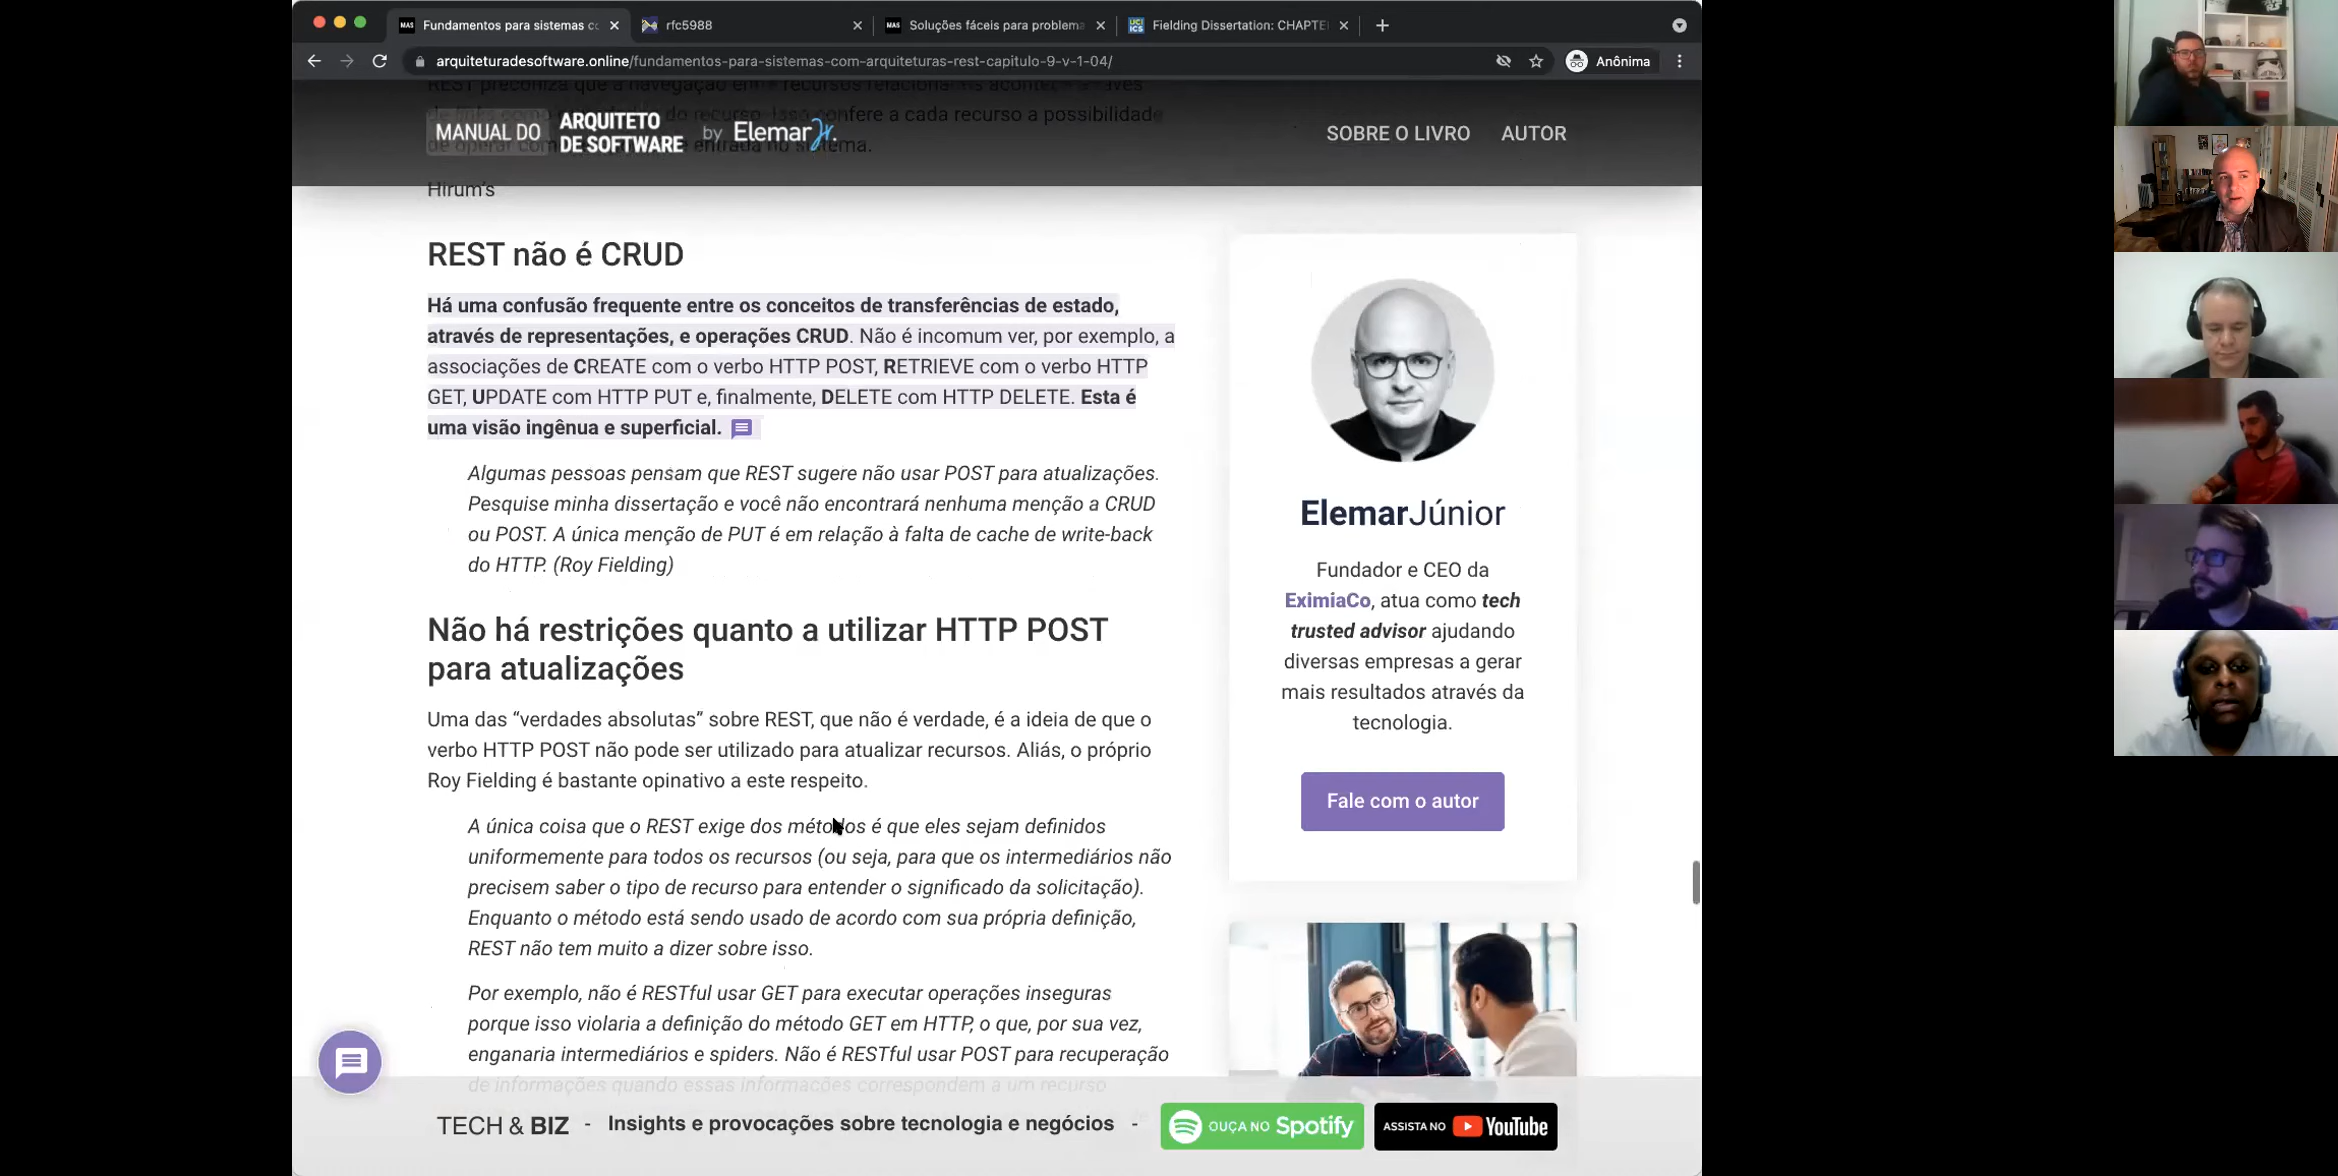 Fundamentos para sistemas co
rfc5988
Soluções fáceis para problema
Fielding Dissertation: CHAPTE
arquiteturadesoftware.online/fundamentos-para-sistemas-com-arquiteturas-rest-capitulo-9-v-1-04/
Anônima
MANUAL DO ARQUITETO DE SOFTWARE by Elemar Jr.
SOBRE O LIVRO
AUTOR
entrada no sistema.
Hirum's
REST não é CRUD
Há uma confusão frequente entre os conceitos de transferências de estado,
através de representações, e operações CRUD. Não é incomum ver, por exemplo, a
associações de CREATE com o verbo HTTP POST, RETRIEVE com o verbo HTTP
GET, UPDATE com HTTP PUT e, finalmente, DELETE com HTTP DELETE. Esta é
uma visão ingênua e superficial.
Algumas pessoas pensam que REST sugere não usar POST para atualizações.
Pesquise minha dissertação e você não encontrará nenhuma menção a CRUD
ou POST. A única menção de PUT é em relação à falta de cache de write-back
do HTTP. (Roy Fielding)
Não há restrições quanto a utilizar HTTP POST
para atualizações
Uma das “verdades absolutas” sobre REST, que não é verdade, é a ideia de que o
verbo HTTP POST não pode ser utilizado para atualizar recursos. Aliás, o próprio
Roy Fielding é bastante opinativo a este respeito.
A única coisa que o REST exige dos métodos é que eles sejam definidos
uniformemente para todos os recursos (ou seja, para que os intermediários não
precisem saber o tipo de recurso para entender o significado da solicitação).
Enquanto o método está sendo usado de acordo com sua própria definição,
REST não tem muito a dizer sobre isso.
Por exemplo, não é RESTful usar GET para executar operações inseguras
porque isso violaria a definição do método GET em HTTP, o que, por sua vez,
enganaria intermediários e spiders. Não é RESTful usar POST para recuperação
de informações quando essas informações correspondem a um recurso
ElemarJúnior
Fundador e CEO da
EximiaCo, atua como tech
trusted advisor ajudando
diversas empresas a gerar
mais resultados através da
tecnologia.
Fale com o autor
TECH & BIZ - Insights e provocações sobre tecnologia e negócios -
OUÇA NO Spotify
ASSISTA NO YouTube